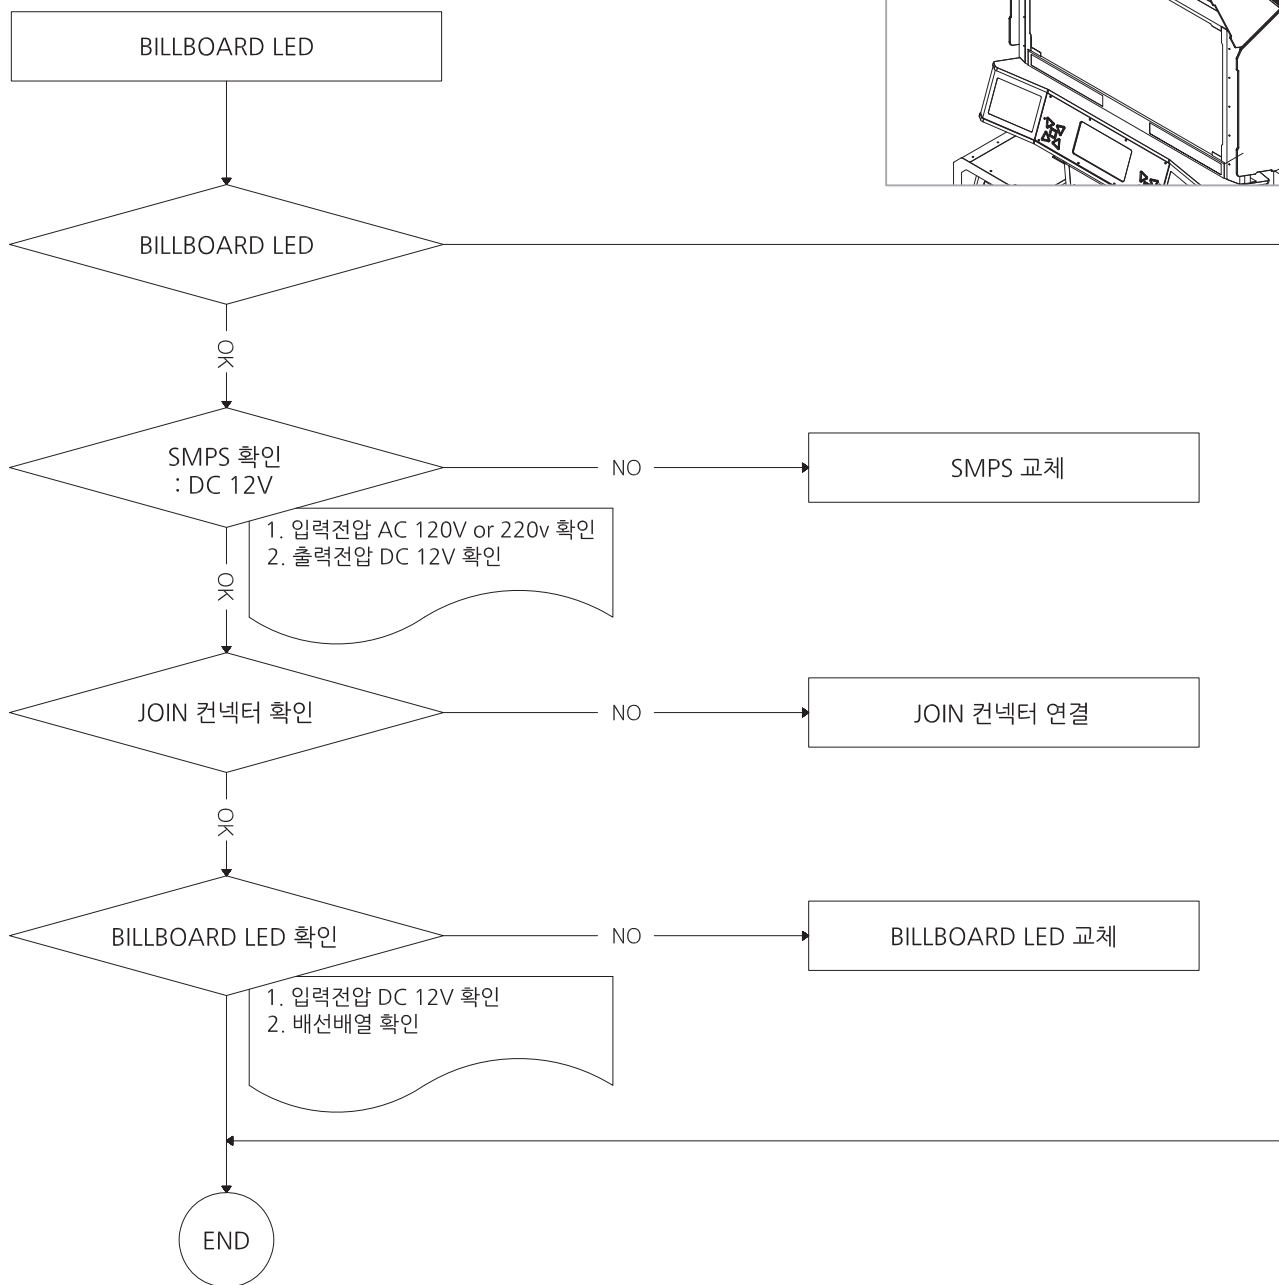 BILLBOARD LED
BILLBOARD LED
OK
SMPS 확인
: DC 12V
NO
SMPS 교체
1. 입력전압 AC 120V or 220v 확인
2. 출력전압 DC 12V 확인
OK
JOIN 컨넥터 확인
NO
JOIN 컨넥터 연결
OK
BILLBOARD LED 확인
NO
BILLBOARD LED 교체
1. 입력전압 DC 12V 확인
2. 배선배열 확인
END